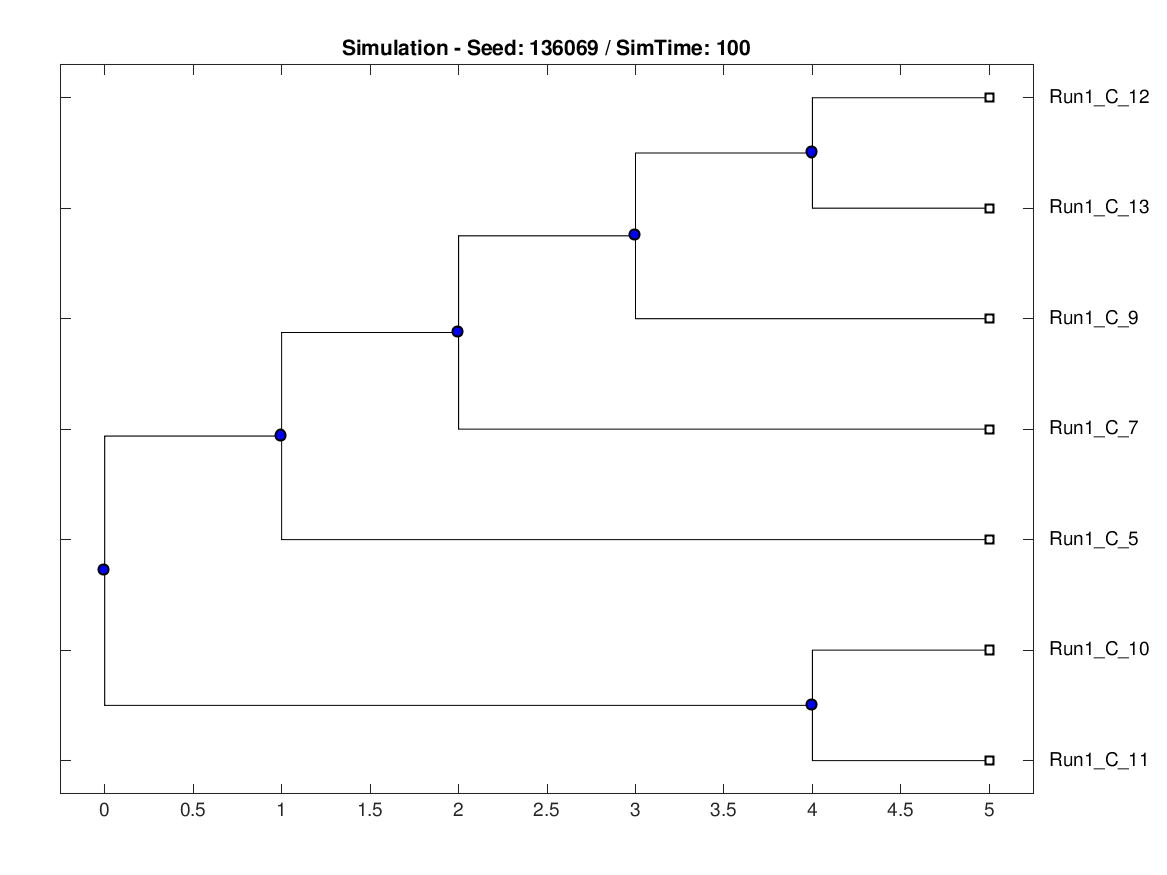 Simulation - Seed: 136069 / SimTime: 100
Run1_C_12
Run1_C_13
Run1_C_9
Run1_C_7
Run1_C_5
Run1_C_10
Run1_C_11
0 0.5 1 1.5 2 2.5 3 3.5 4 4.5 5